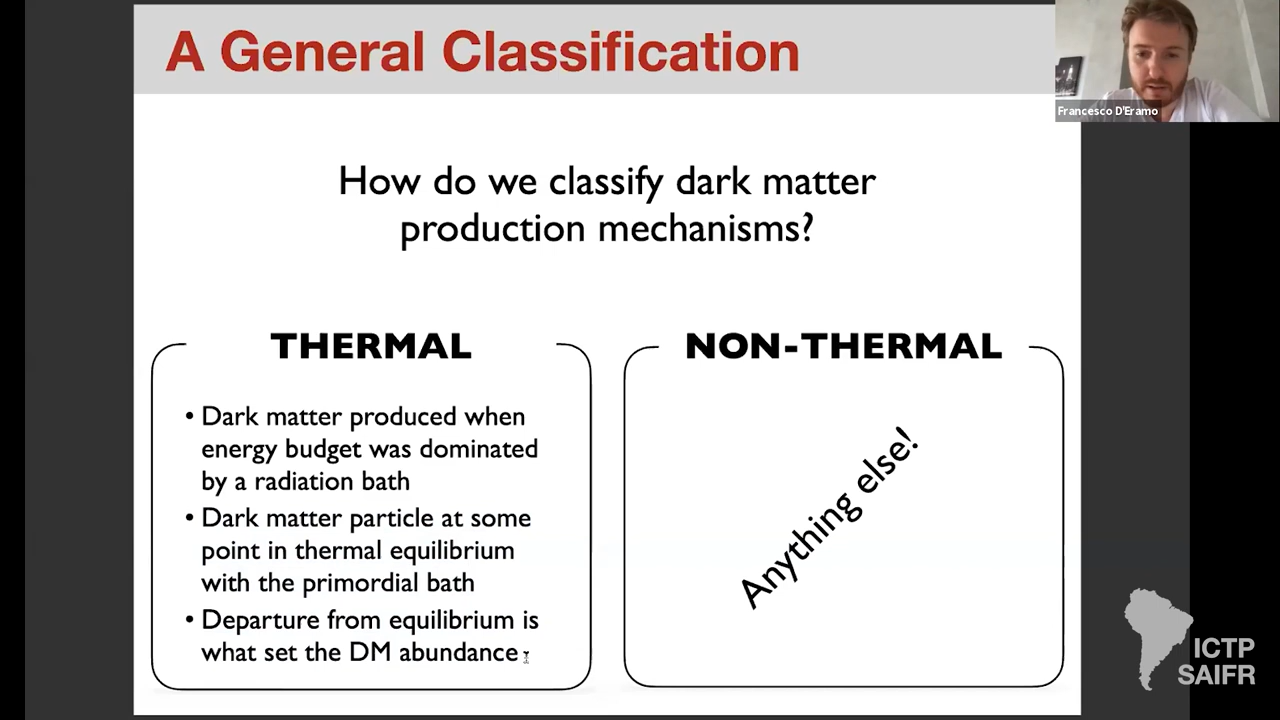 A General Classification
Francesco D'Eramo
How do we classify dark matter
production mechanisms?
THERMAL
• Dark matter produced when
energy budget was dominated
by a radiation bath
• Dark matter particle at some
point in thermal equilibrium
with the primordial bath
• Departure from equilibrium is
what set the DM abundance
NON-THERMAL
Anything else!
ICTP
SAIFR